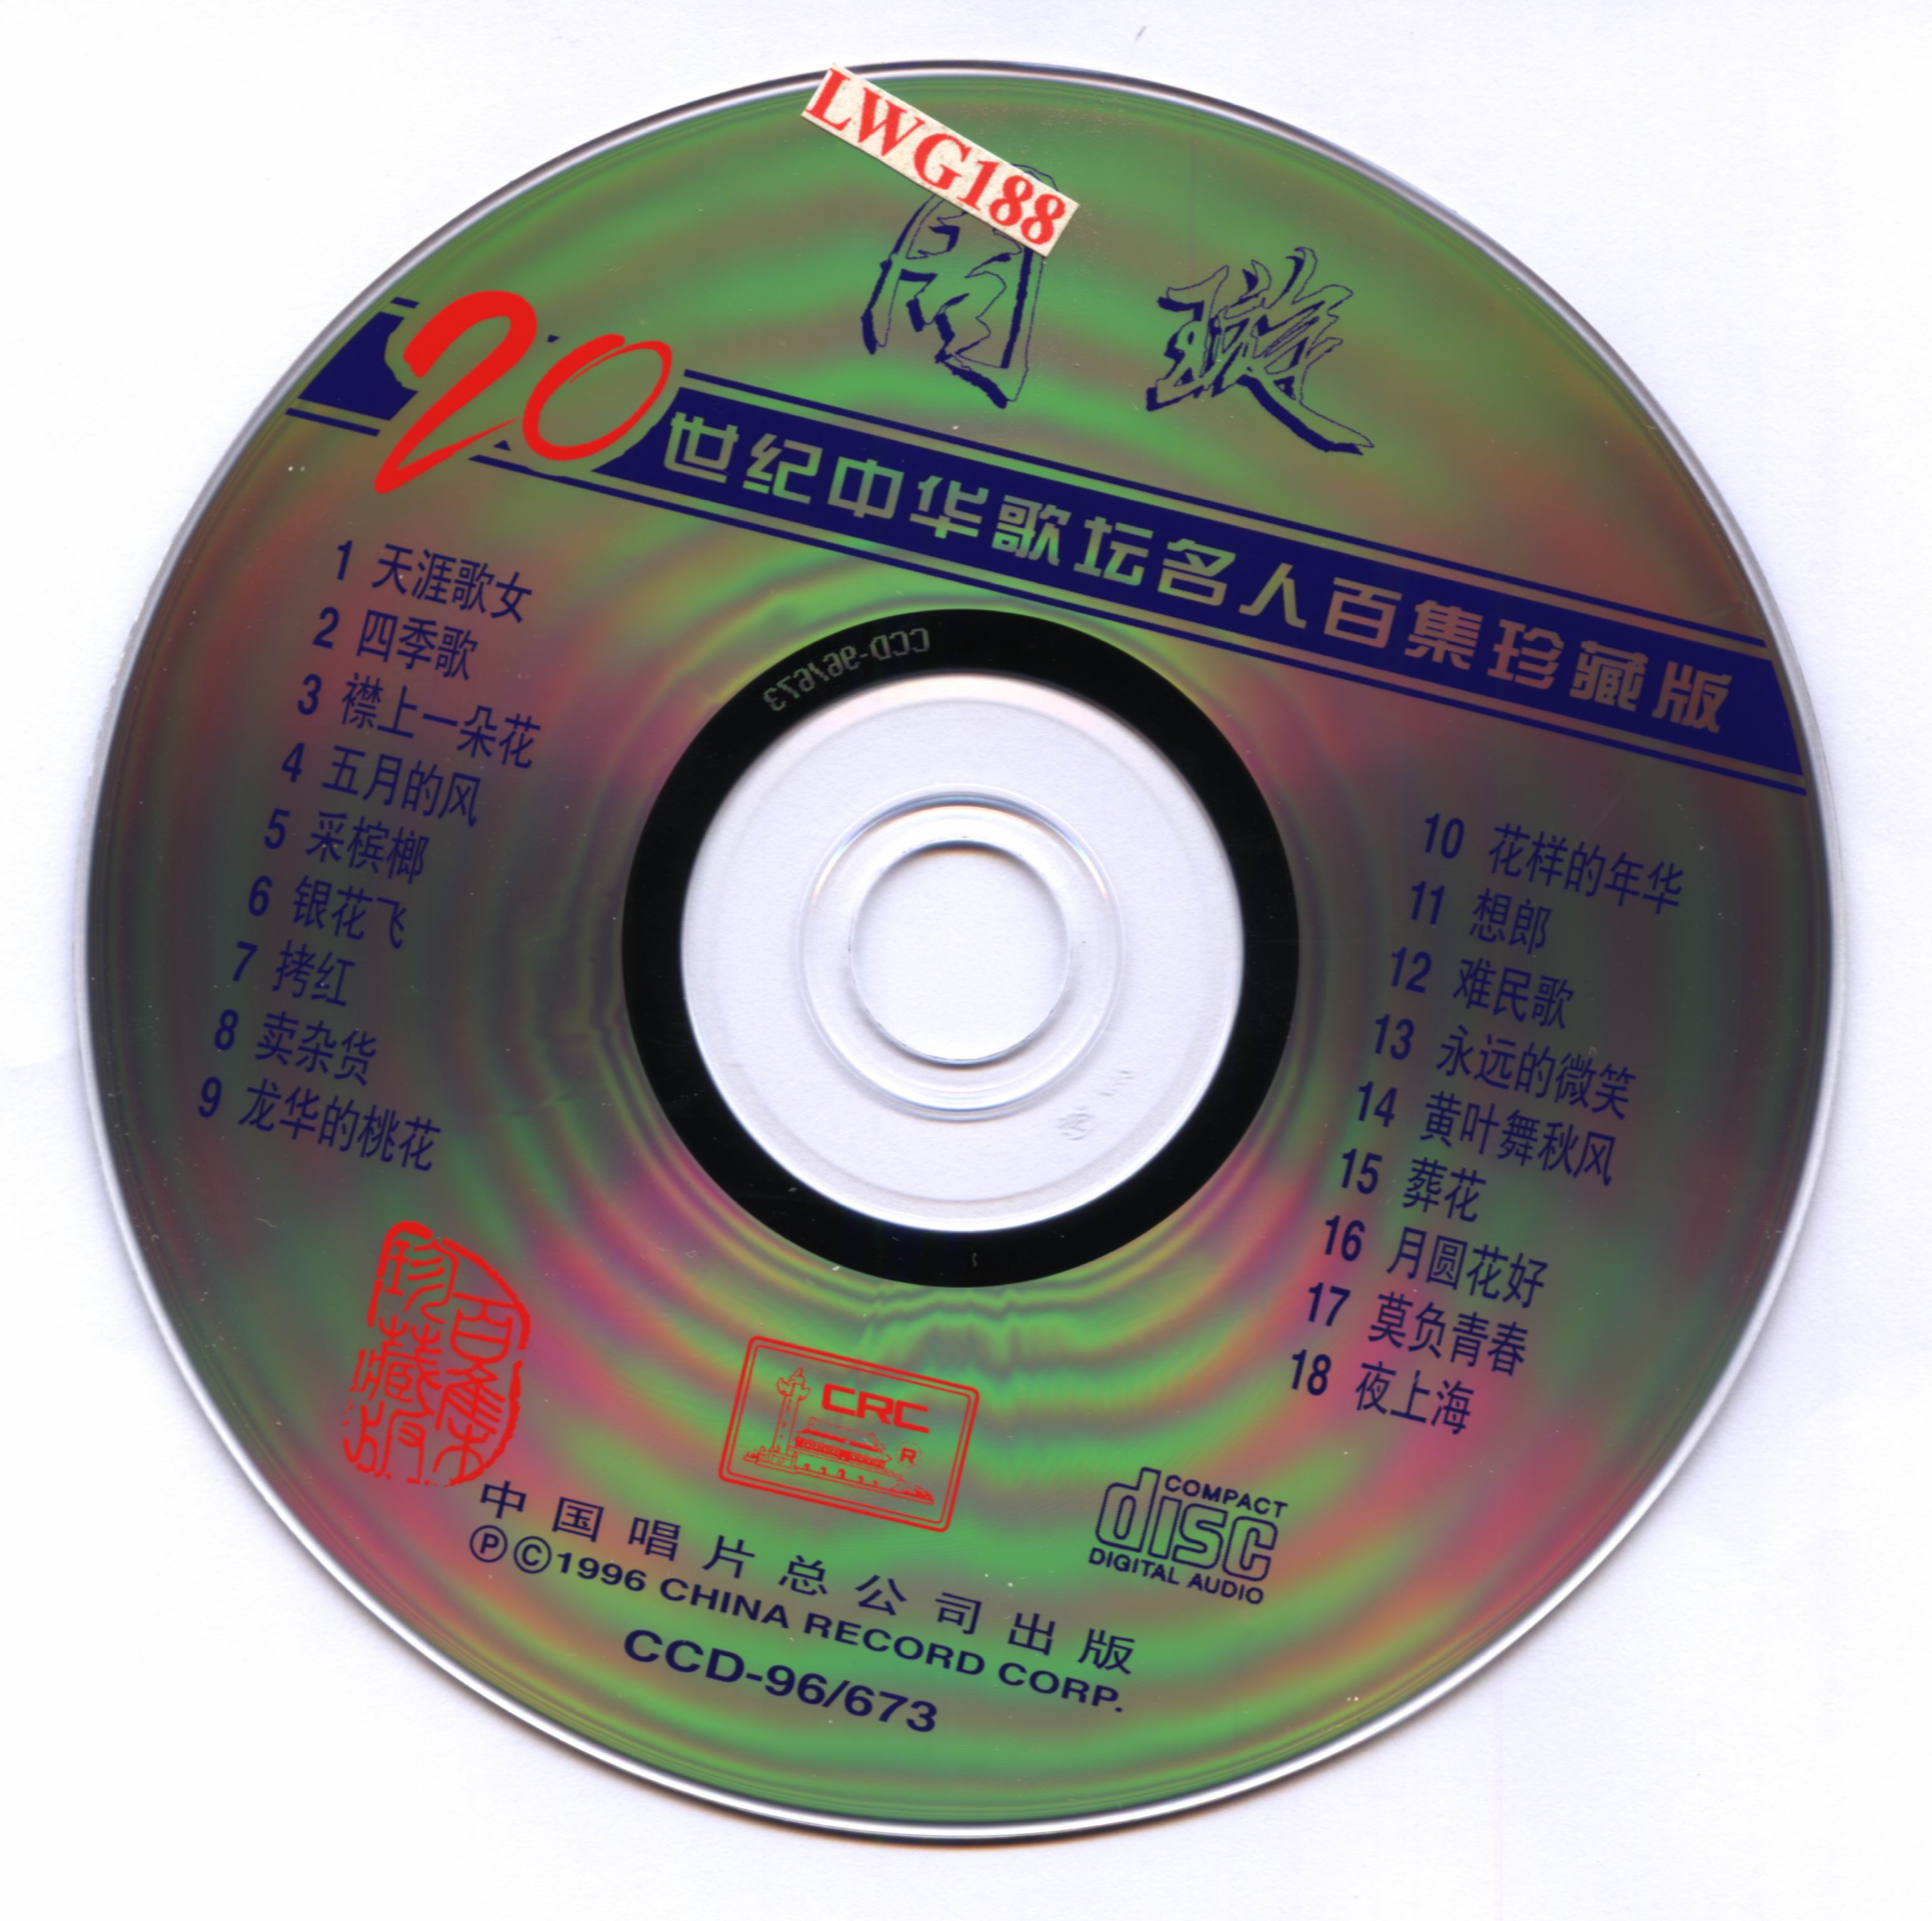 LWG188
周璇
20世纪中华歌坛名人百集珍藏版
CCD-96/673
1 天涯歌女
2 四季歌
3 襟上一朵花
4 五月的风
5 采槟榔
6 银花飞
7 拷红
8 卖杂货
9 龙华的桃花
10 花样的年华
11 想郎
12 难民歌
13 永远的微笑
14 黄叶舞秋风
15 葬花
16 月圆花好
17 莫负青春
18 夜上海
百集
珍藏版
CRC
®
COMPACT
disc
DIGITAL AUDIO
中国唱片总公司出版
ⓅⒸ1996 CHINA RECORD CORP.
CCD-96/673